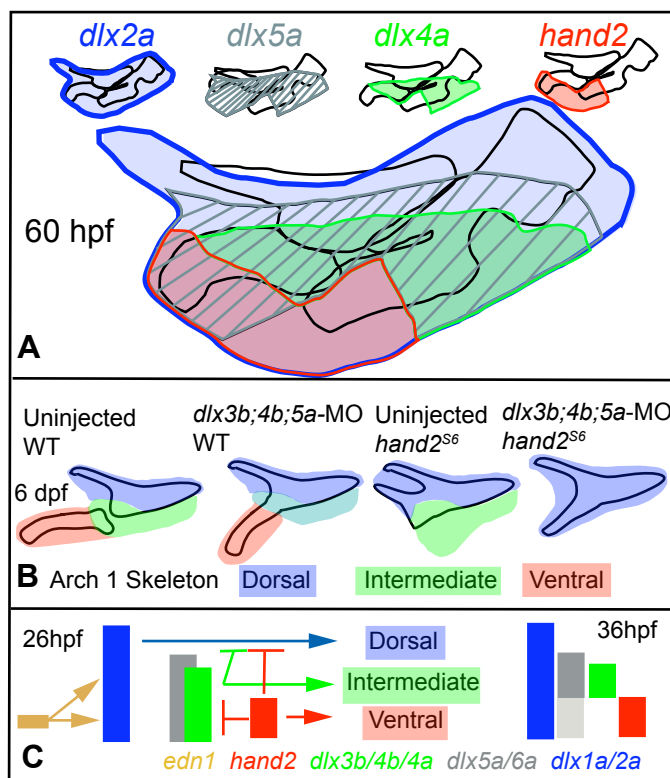 dlx2a dlx5a dlx4a hand2
60 hpf
A
Uninjected WT
dlx3b;4b;5a-MO WT
Uninjected hand2S6
dlx3b;4b;5a-MO hand2S6
6 dpf
B Arch 1 Skeleton Dorsal Intermediate Ventral
26hpf Dorsal 36hpf
Intermediate
Ventral
C edn1 hand2 dlx3b/4b/4a dlx5a/6a dlx1a/2a